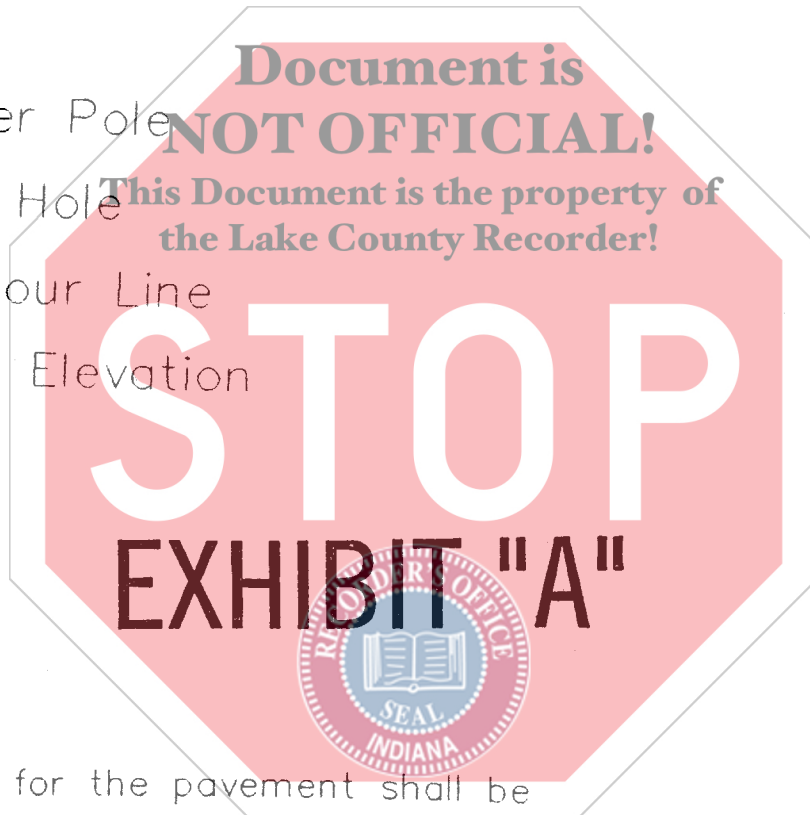 Document is
er Pole
NOT OFFICIAL!
Hole
This Document is the property of
the Lake County Recorder!
our Line
STOP
Elevation
EXHIBIT "A"
RECORDER'S OFFICE
SEAL
INDIANA
for the pavement shall be